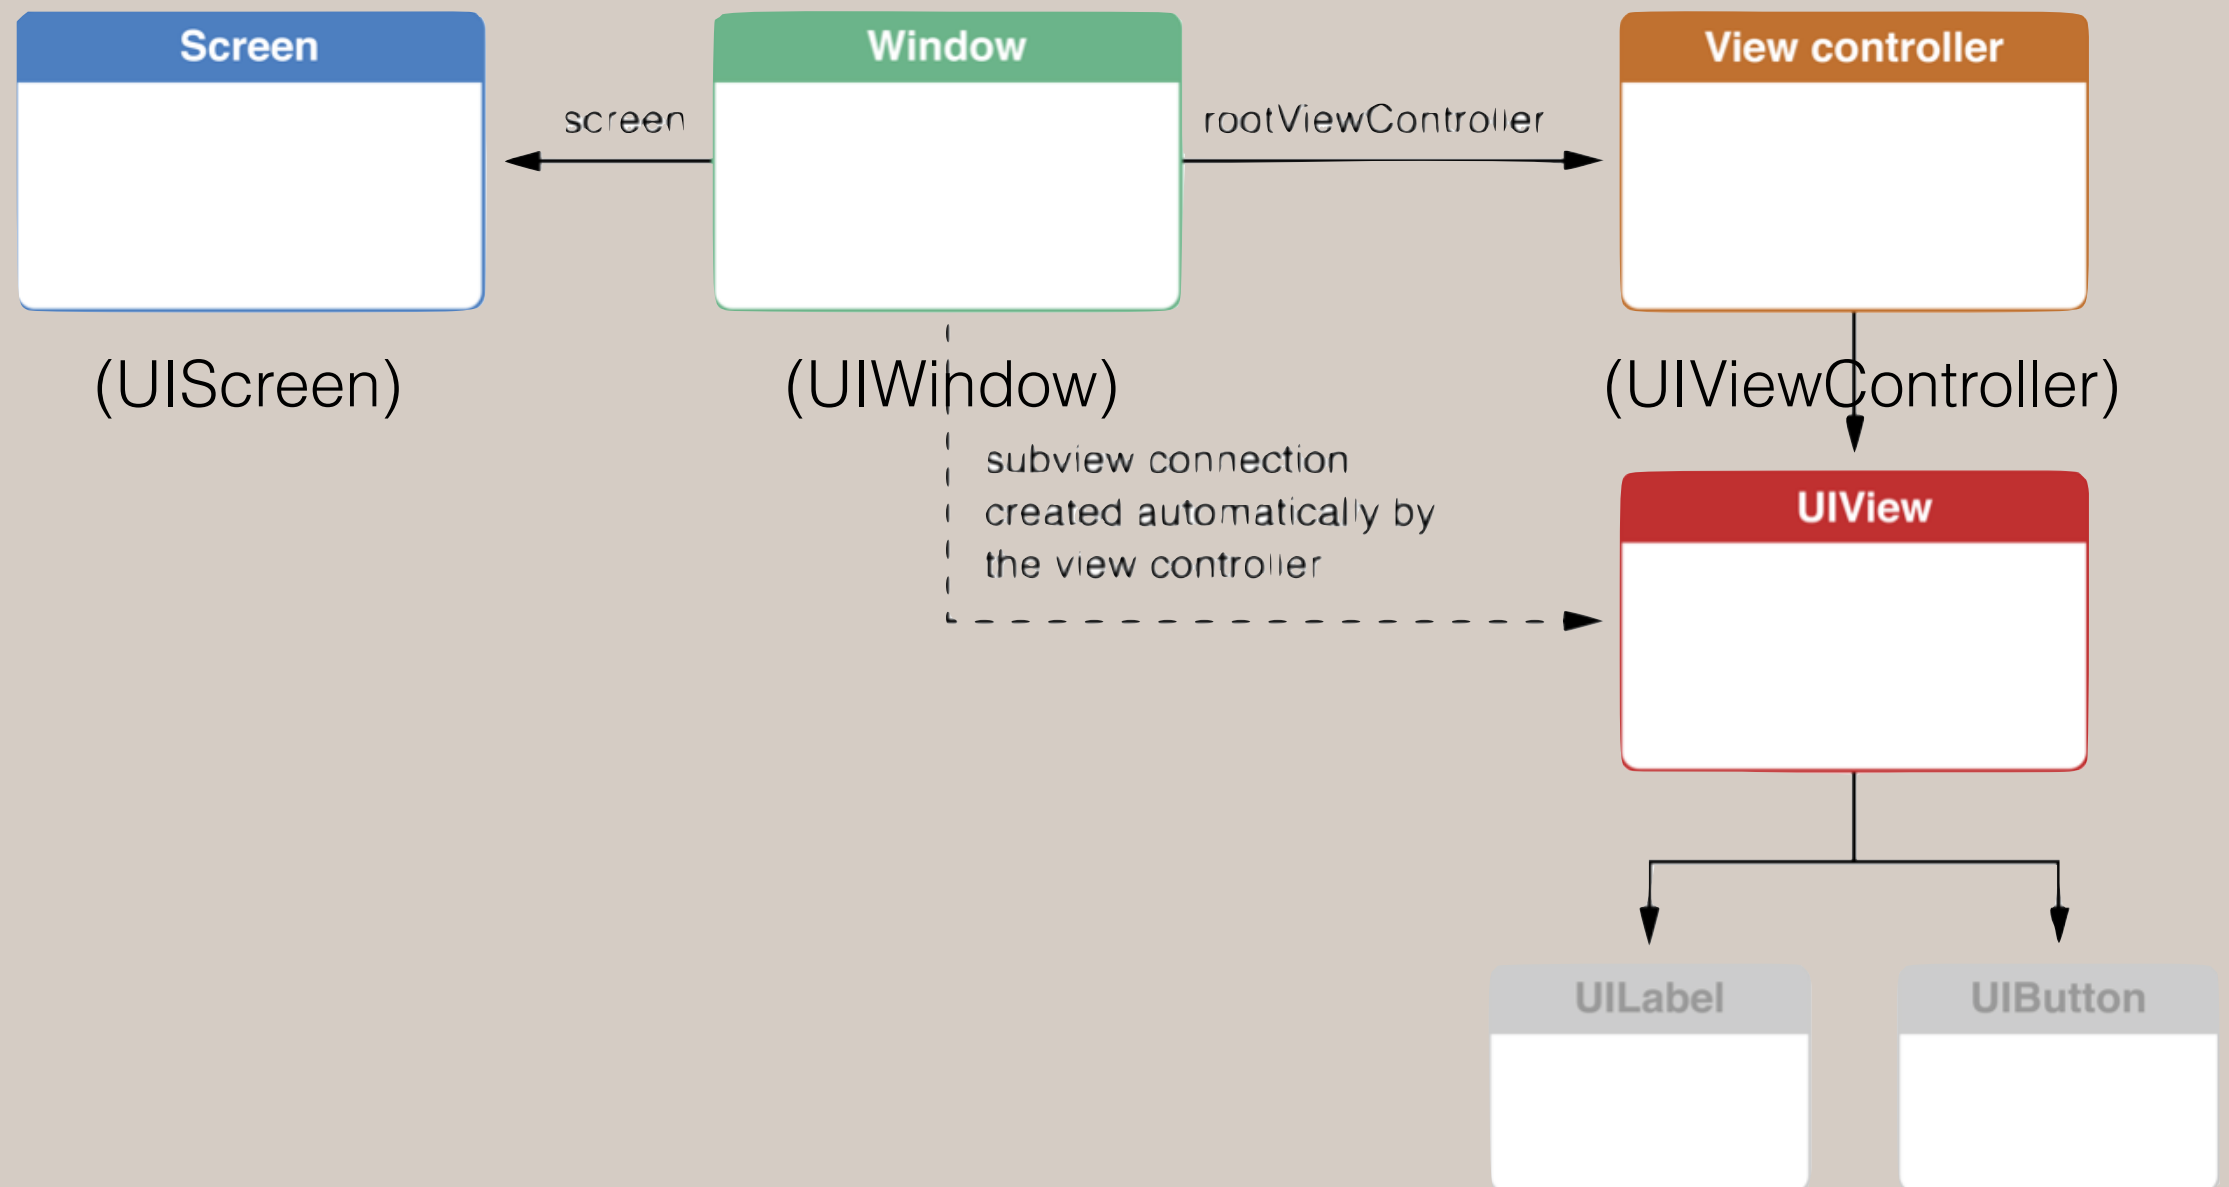 Screen
Window
View controller
screen
rootViewController
(UIScreen)
(UIWindow)
(UIViewController)
subview connection
created automatically by
the view controller
UIView
UILabel
UIButton